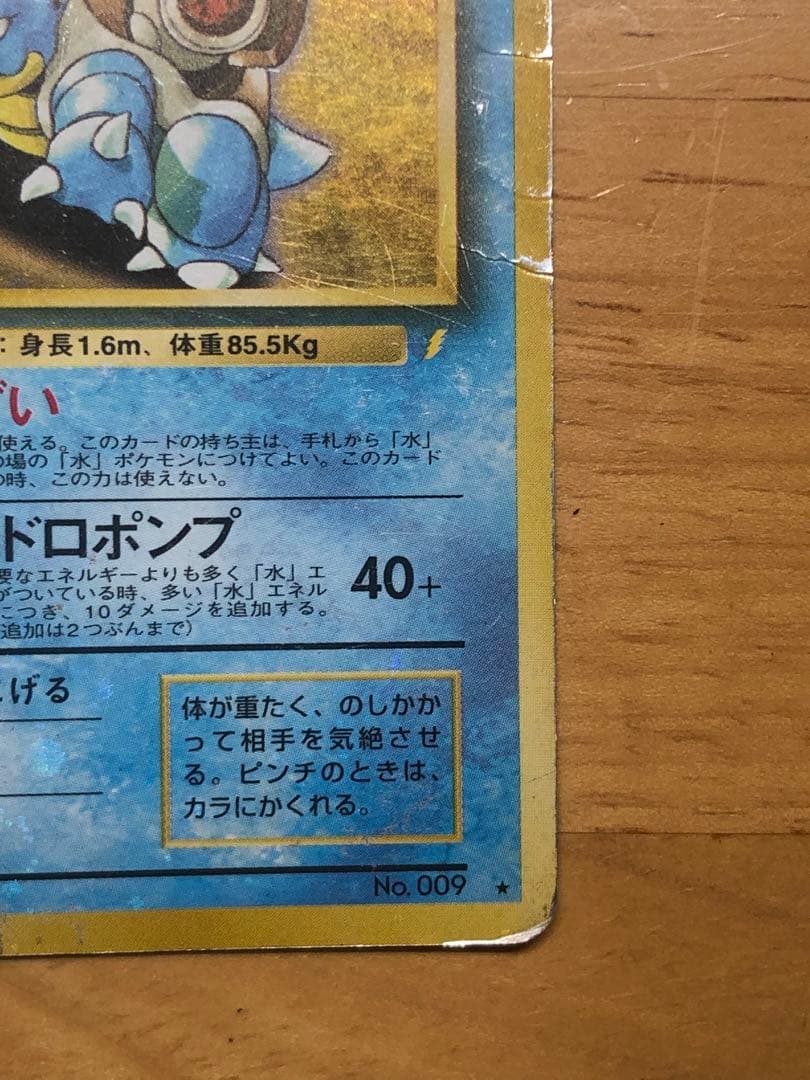 ：身長1.6m、体重85.5Kg
い
使える。このカードの持ち主は、手札から「水」
場の「水」ポケモンにつけてよい。このカード
の時、この力は使えない。
ドロポンプ
要なエネルギーよりも多く「水」エ
がついている時、多い「水」エネル
につき、10ダメージを追加する。
追加は2つぶんまで）
40+
げる
体が重たく、のしかか
って相手を気絶させ
る。ピンチのときは、
カラにかくれる。
No. 009 ★